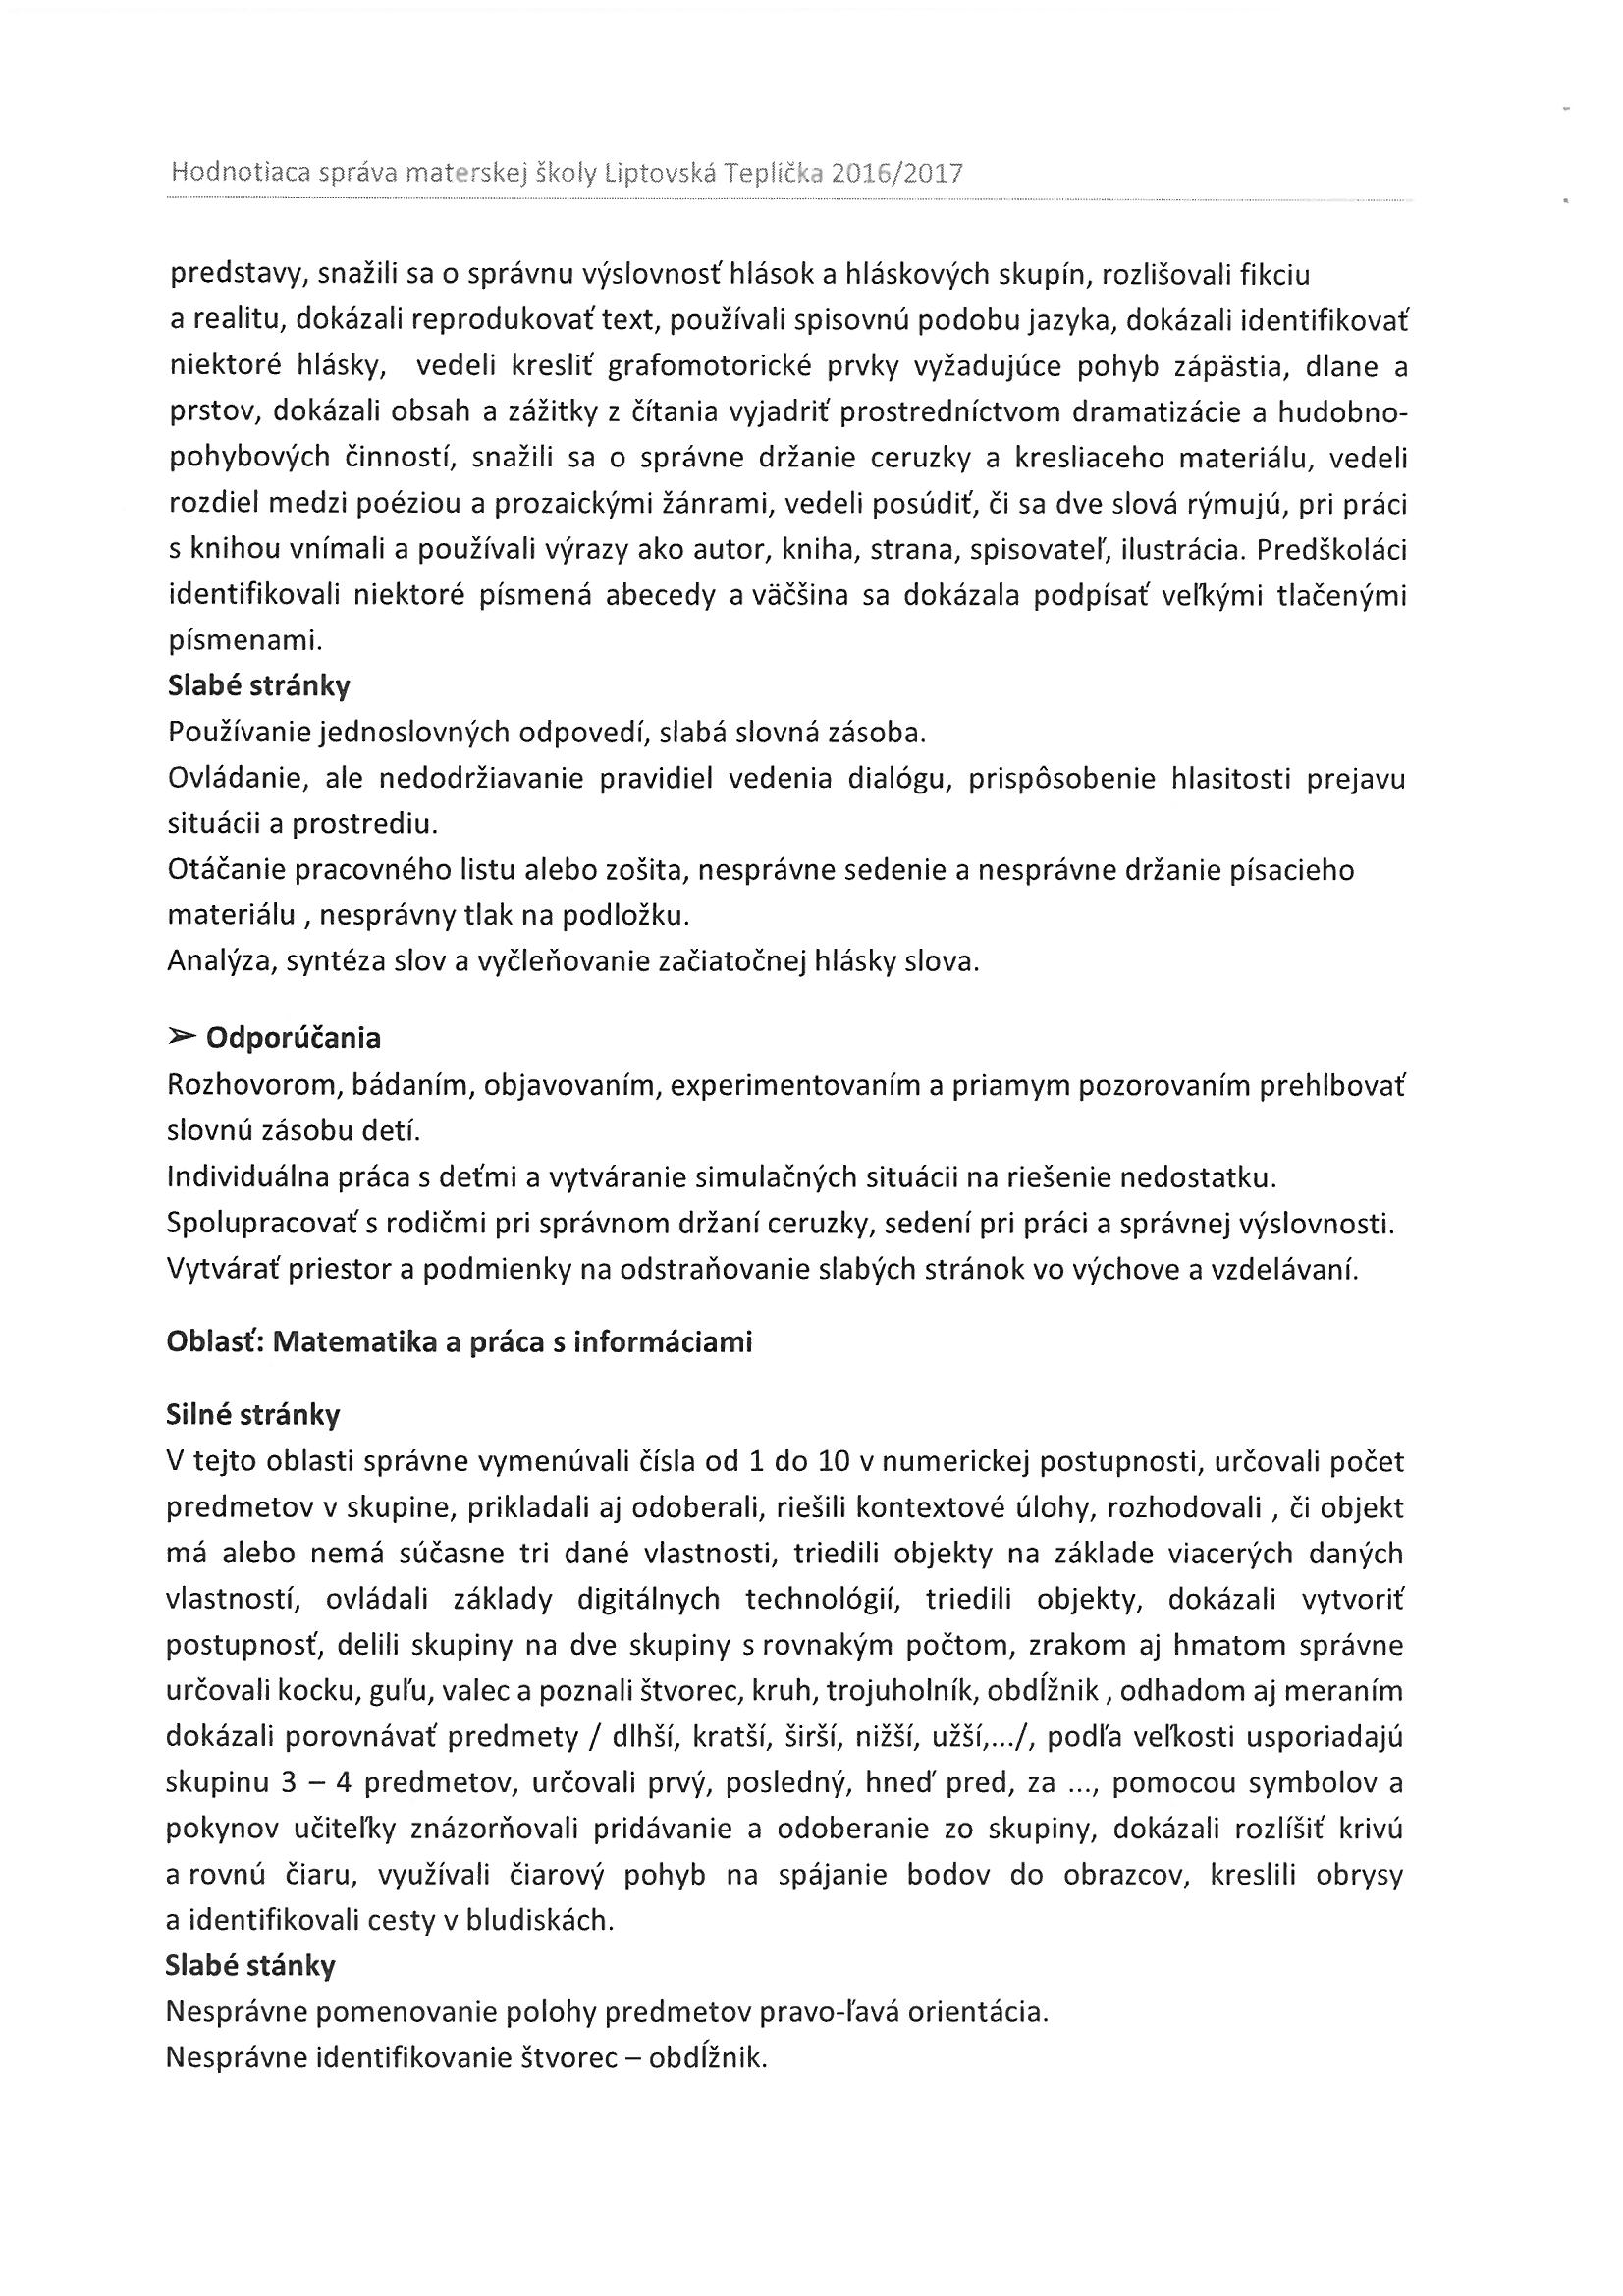 Hodnotiaca správa materskej školy Liptovská Teplička 2016/2017
predstavy, snažili sa o správnu výslovnosť hlások a hláskových skupín, rozlišovali fikciu
a realitu, dokázali reprodukovať text, používali spisovnú podobu jazyka, dokázali identifikovať
niektoré hlásky, vedeli kresliť grafomotorické prvky vyžadujúce pohyb zápästia, dlane a
prstov, dokázali obsah a zážitky z čítania vyjadriť prostredníctvom dramatizácie a hudobno-
pohybových činností, snažili sa o správne držanie ceruzky a kresliaceho materiálu, vedeli
rozdiel medzi poéziou a prozaickými žánrami, vedeli posúdiť, či sa dve slová rýmujú, pri práci
s knihou vnímali a používali výrazy ako autor, kniha, strana, spisovateľ, ilustrácia. Predškoláci
identifikovali niektoré písmená abecedy a väčšina sa dokázala podpísať veľkými tlačenými
písmenami.
Slabé stránky
Používanie jednoslovných odpovedí, slabá slovná zásoba.
Ovládanie, ale nedodržiavanie pravidiel vedenia dialógu, prispôsobenie hlasitosti prejavu
situácii a prostrediu.
Otáčanie pracovného listu alebo zošita, nesprávne sedenie a nesprávne držanie písacieho
materiálu , nesprávny tlak na podložku.
Analýza, syntéza slov a vyčleňovanie začiatočnej hlásky slova.
➢ Odporúčania
Rozhovorom, bádaním, objavovaním, experimentovaním a priamym pozorovaním prehlbovať
slovnú zásobu detí.
Individuálna práca s deťmi a vytváranie simulačných situácii na riešenie nedostatku.
Spolupracovať s rodičmi pri správnom držaní ceruzky, sedení pri práci a správnej výslovnosti.
Vytvárať priestor a podmienky na odstraňovanie slabých stránok vo výchove a vzdelávaní.
Oblasť: Matematika a práca s informáciami
Silné stránky
V tejto oblasti správne vymenúvali čísla od 1 do 10 v numerickej postupnosti, určovali počet
predmetov v skupine, prikladali aj odoberali, riešili kontextové úlohy, rozhodovali , či objekt
má alebo nemá súčasne tri dané vlastnosti, triedili objekty na základe viacerých daných
vlastností, ovládali základy digitálnych technológií, triedili objekty, dokázali vytvoriť
postupnosť, delili skupiny na dve skupiny s rovnakým počtom, zrakom aj hmatom správne
určovali kocku, guľu, valec a poznali štvorec, kruh, trojuholník, obdĺžnik , odhadom aj meraním
dokázali porovnávať predmety / dlhší, kratší, širší, nižší, užší,.../, podľa veľkosti usporiadajú
skupinu 3 – 4 predmetov, určovali prvý, posledný, hneď pred, za ..., pomocou symbolov a
pokynov učiteľky znázorňovali pridávanie a odoberanie zo skupiny, dokázali rozlíšiť krivú
a rovnú čiaru, využívali čiarový pohyb na spájanie bodov do obrazcov, kreslili obrysy
a identifikovali cesty v bludiskách.
Slabé stánky
Nesprávne pomenovanie polohy predmetov pravo-ľavá orientácia.
Nesprávne identifikovanie štvorec – obdĺžnik.